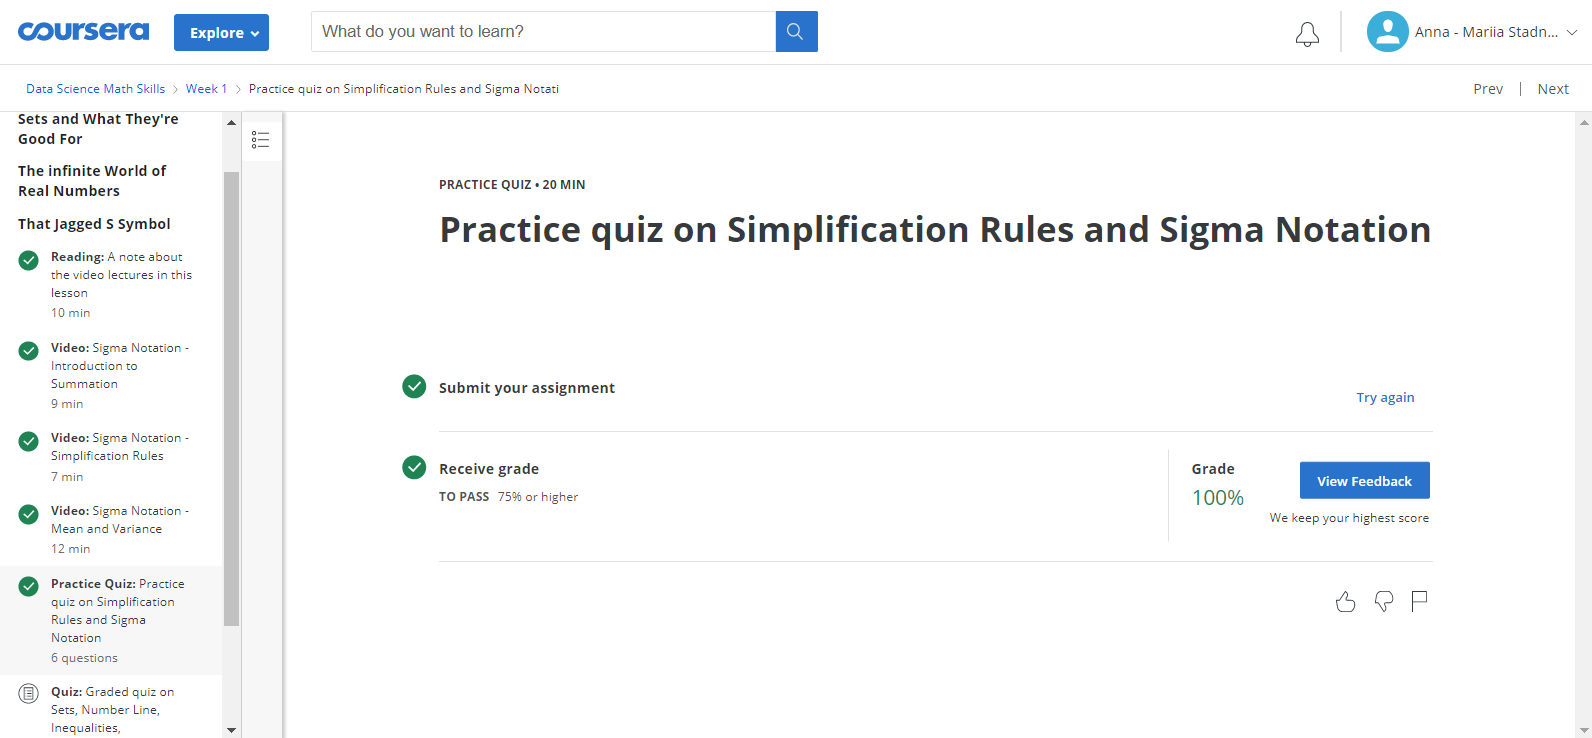 coursera
Explore
What do you want to learn?
Anna - Mariia Stadn...
Data Science Math Skills > Week 1 > Practice quiz on Simplification Rules and Sigma Notati
Prev | Next
Sets and What They're
Good For
The infinite World of
Real Numbers
That Jagged S Symbol
Reading: A note about
the video lectures in this
lesson
10 min
Video: Sigma Notation -
Introduction to
Summation
9 min
Video: Sigma Notation -
Simplification Rules
7 min
Video: Sigma Notation -
Mean and Variance
12 min
Practice Quiz: Practice
quiz on Simplification
Rules and Sigma
Notation
6 questions
Quiz: Graded quiz on
Sets, Number Line,
Inequalities,
PRACTICE QUIZ • 20 MIN
Practice quiz on Simplification Rules and Sigma Notation
Submit your assignment
Try again
Receive grade
TO PASS 75% or higher
Grade
100%
View Feedback
We keep your highest score